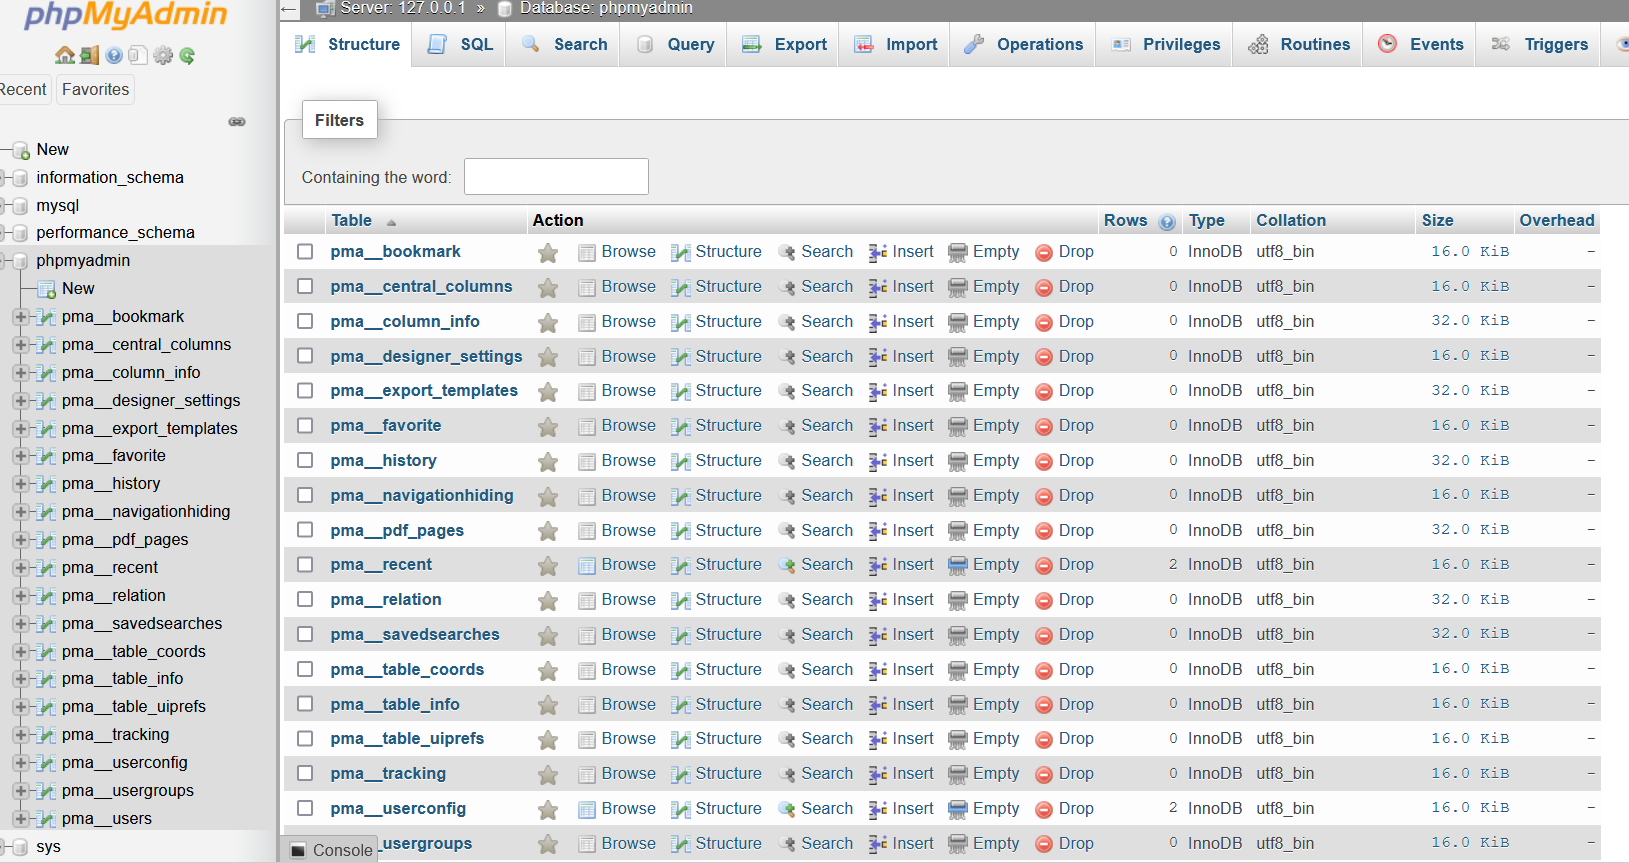 phpMyAdmin
Recent Favorites
New
information_schema
mysql
performance_schema
phpmyadmin
New
pma__bookmark
pma__central_columns
pma__column_info
pma__designer_settings
pma__export_templates
pma__favorite
pma__history
pma__navigationhiding
pma__pdf_pages
pma__recent
pma__relation
pma__savedsearches
pma__table_coords
pma__table_info
pma__table_uiprefs
pma__tracking
pma__userconfig
pma__usergroups
pma__users
sys
Server: 127.0.0.1 » Database: phpmyadmin
Structure SQL Search Query Export Import Operations Privileges Routines Events Triggers
Filters
Containing the word:
Table Action Rows Type Collation Size Overhead
pma__bookmark Browse Structure Search Insert Empty Drop 0 InnoDB utf8_bin 16.0 KiB -
pma__central_columns Browse Structure Search Insert Empty Drop 0 InnoDB utf8_bin 16.0 KiB -
pma__column_info Browse Structure Search Insert Empty Drop 0 InnoDB utf8_bin 32.0 KiB -
pma__designer_settings Browse Structure Search Insert Empty Drop 0 InnoDB utf8_bin 16.0 KiB -
pma__export_templates Browse Structure Search Insert Empty Drop 0 InnoDB utf8_bin 32.0 KiB -
pma__favorite Browse Structure Search Insert Empty Drop 0 InnoDB utf8_bin 16.0 KiB -
pma__history Browse Structure Search Insert Empty Drop 0 InnoDB utf8_bin 32.0 KiB -
pma__navigationhiding Browse Structure Search Insert Empty Drop 0 InnoDB utf8_bin 16.0 KiB -
pma__pdf_pages Browse Structure Search Insert Empty Drop 0 InnoDB utf8_bin 32.0 KiB -
pma__recent Browse Structure Search Insert Empty Drop 2 InnoDB utf8_bin 16.0 KiB -
pma__relation Browse Structure Search Insert Empty Drop 0 InnoDB utf8_bin 32.0 KiB -
pma__savedsearches Browse Structure Search Insert Empty Drop 0 InnoDB utf8_bin 32.0 KiB -
pma__table_coords Browse Structure Search Insert Empty Drop 0 InnoDB utf8_bin 16.0 KiB -
pma__table_info Browse Structure Search Insert Empty Drop 0 InnoDB utf8_bin 16.0 KiB -
pma__table_uiprefs Browse Structure Search Insert Empty Drop 0 InnoDB utf8_bin 16.0 KiB -
pma__tracking Browse Structure Search Insert Empty Drop 0 InnoDB utf8_bin 16.0 KiB -
pma__userconfig Browse Structure Search Insert Empty Drop 2 InnoDB utf8_bin 16.0 KiB -
_usergroups Browse Structure Search Insert Empty Drop 0 InnoDB utf8_bin 16.0 KiB -
Console